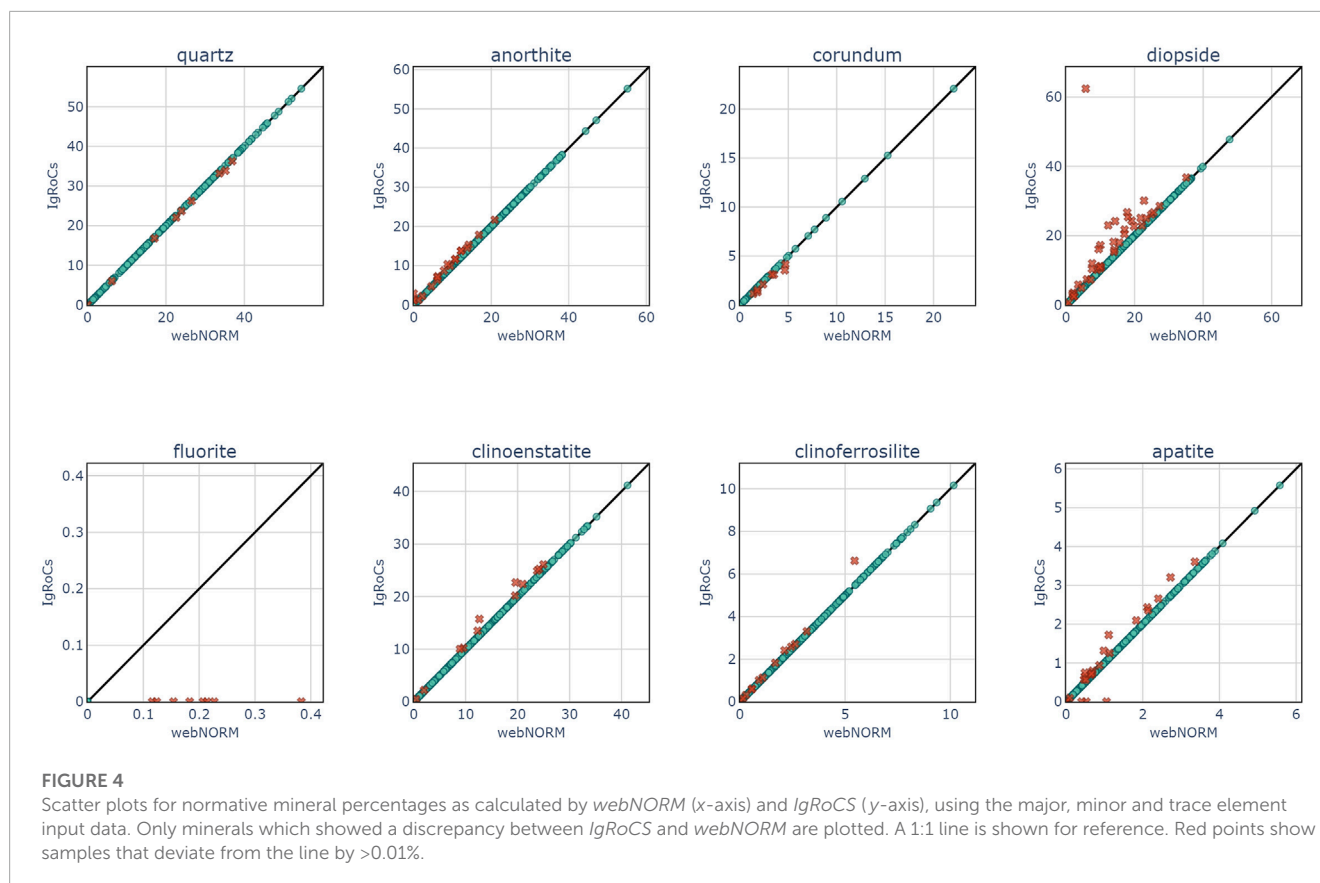 quartz
50
40
30
20
10
0
0 20 40
webNORM
IgRoCs
anorthite
60
50
40
30
20
10
0
0 20 40 60
webNORM
IgRoCs
corundum
20
15
10
5
0
0 5 10 15 20
webNORM
IgRoCs
diopside
60
40
20
0
0 20 40 60
webNORM
IgRoCs
fluorite
0.4
0.3
0.2
0.1
0
0 0.1 0.2 0.3 0.4
webNORM
IgRoCs
clinoenstatite
40
30
20
10
0
0 10 20 30 40
webNORM
IgRoCs
clinoferrosilite
10
8
6
4
2
0
0 5 10
webNORM
IgRoCs
apatite
6
5
4
3
2
1
0
0 2 4 6
webNORM
IgRoCs
FIGURE 4
Scatter plots for normative mineral percentages as calculated by webNORM (x-axis) and IgRoCS (y-axis), using the major, minor and trace element
input data. Only minerals which showed a discrepancy between IgRoCS and webNORM are plotted. A 1:1 line is shown for reference. Red points show
samples that deviate from the line by >0.01%.